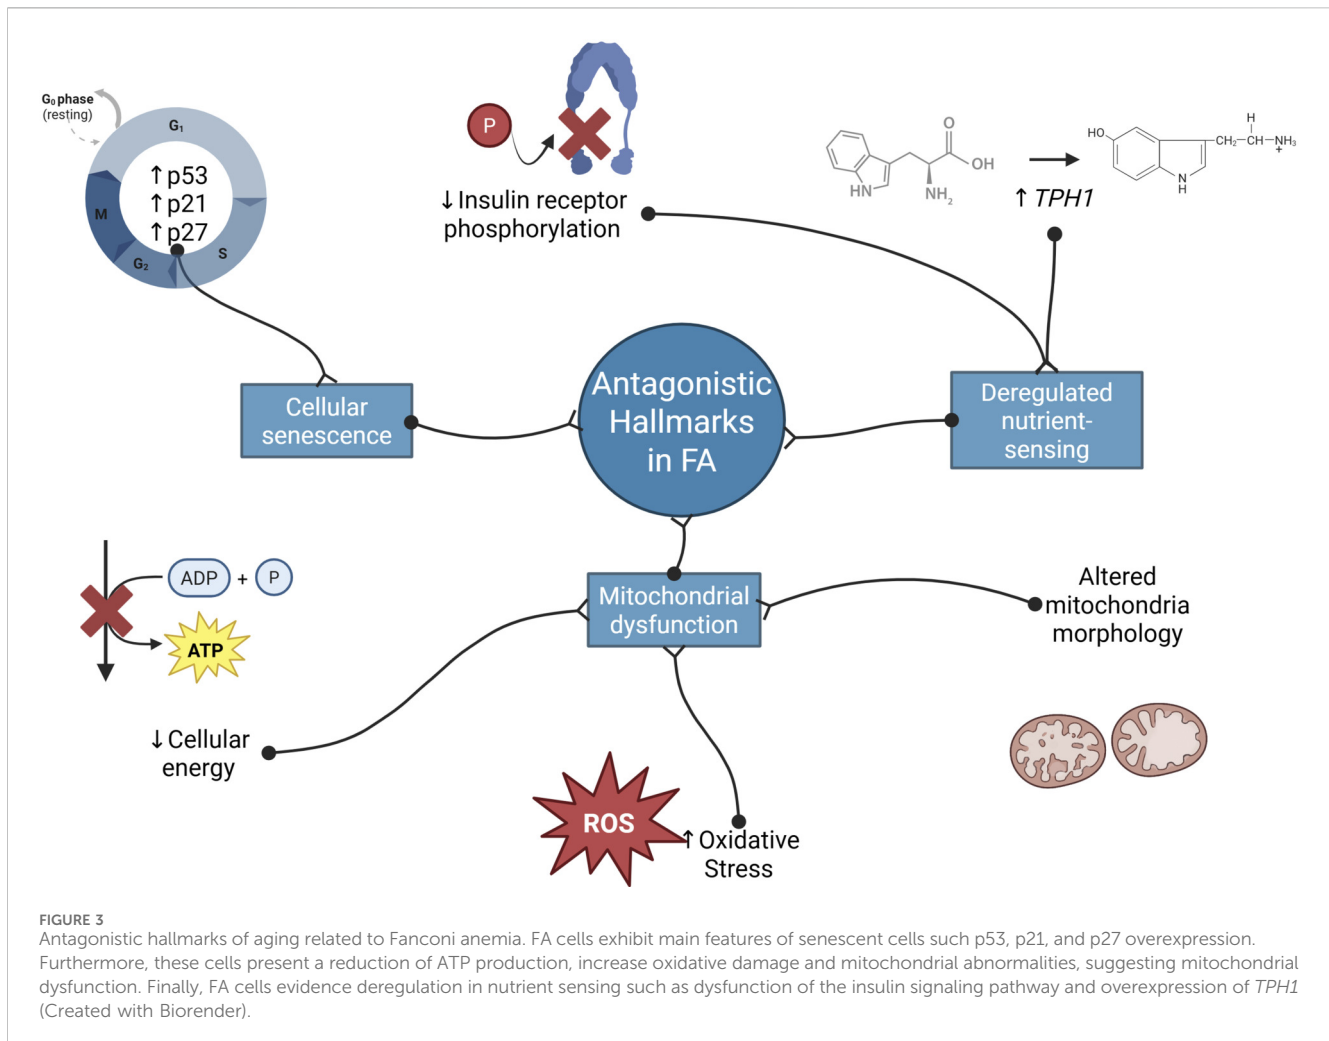 G₀ phase
(resting)
G₁
S
G₂
M
↑p53
↑p21
↑p27
P
↓Insulin receptor
phosphorylation
O
OH
NH₂
HN
↑ TPH1
HO
H
CH₂—CH—NH₃
+
N
H
Cellular
senescence
Antagonistic
Hallmarks
in FA
Deregulated
nutrient-
sensing
ADP + P
ATP
↓Cellular
energy
Mitochondrial
dysfunction
Altered
mitochondria
morphology
ROS
↑Oxidative
Stress
FIGURE 3
Antagonistic hallmarks of aging related to Fanconi anemia. FA cells exhibit main features of senescent cells such p53, p21, and p27 overexpression.
Furthermore, these cells present a reduction of ATP production, increase oxidative damage and mitochondrial abnormalities, suggesting mitochondrial
dysfunction. Finally, FA cells evidence deregulation in nutrient sensing such as dysfunction of the insulin signaling pathway and overexpression of TPH1
(Created with Biorender).